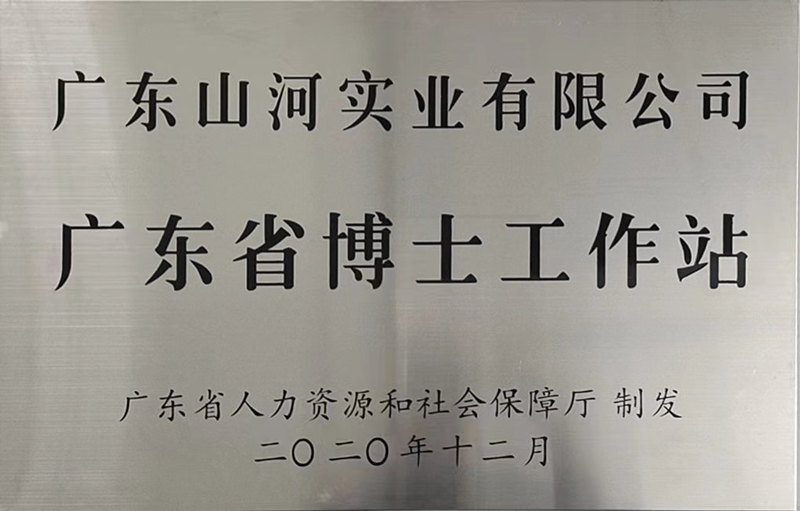 广东山河实业有限公司
广东省博士工作站
广东省人力资源和社会保障厅 制发
二〇二〇年十二月